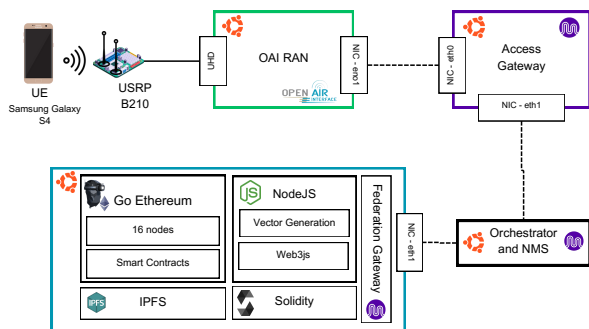 UE
Samsung Galaxy
S4
USRP
B210
UHD
OAI RAN
OPEN AIR
INTERFACE
NIC - eno1
NIC - eth0
Access
Gateway
NIC - eth1
Go Ethereum
16 nodes
Smart Contracts
JS
NodeJS
Vector Generation
Web3js
IPFS
IPFS
Solidity
Federation Gateway
NIC - eth1
Orchestrator
and NMS